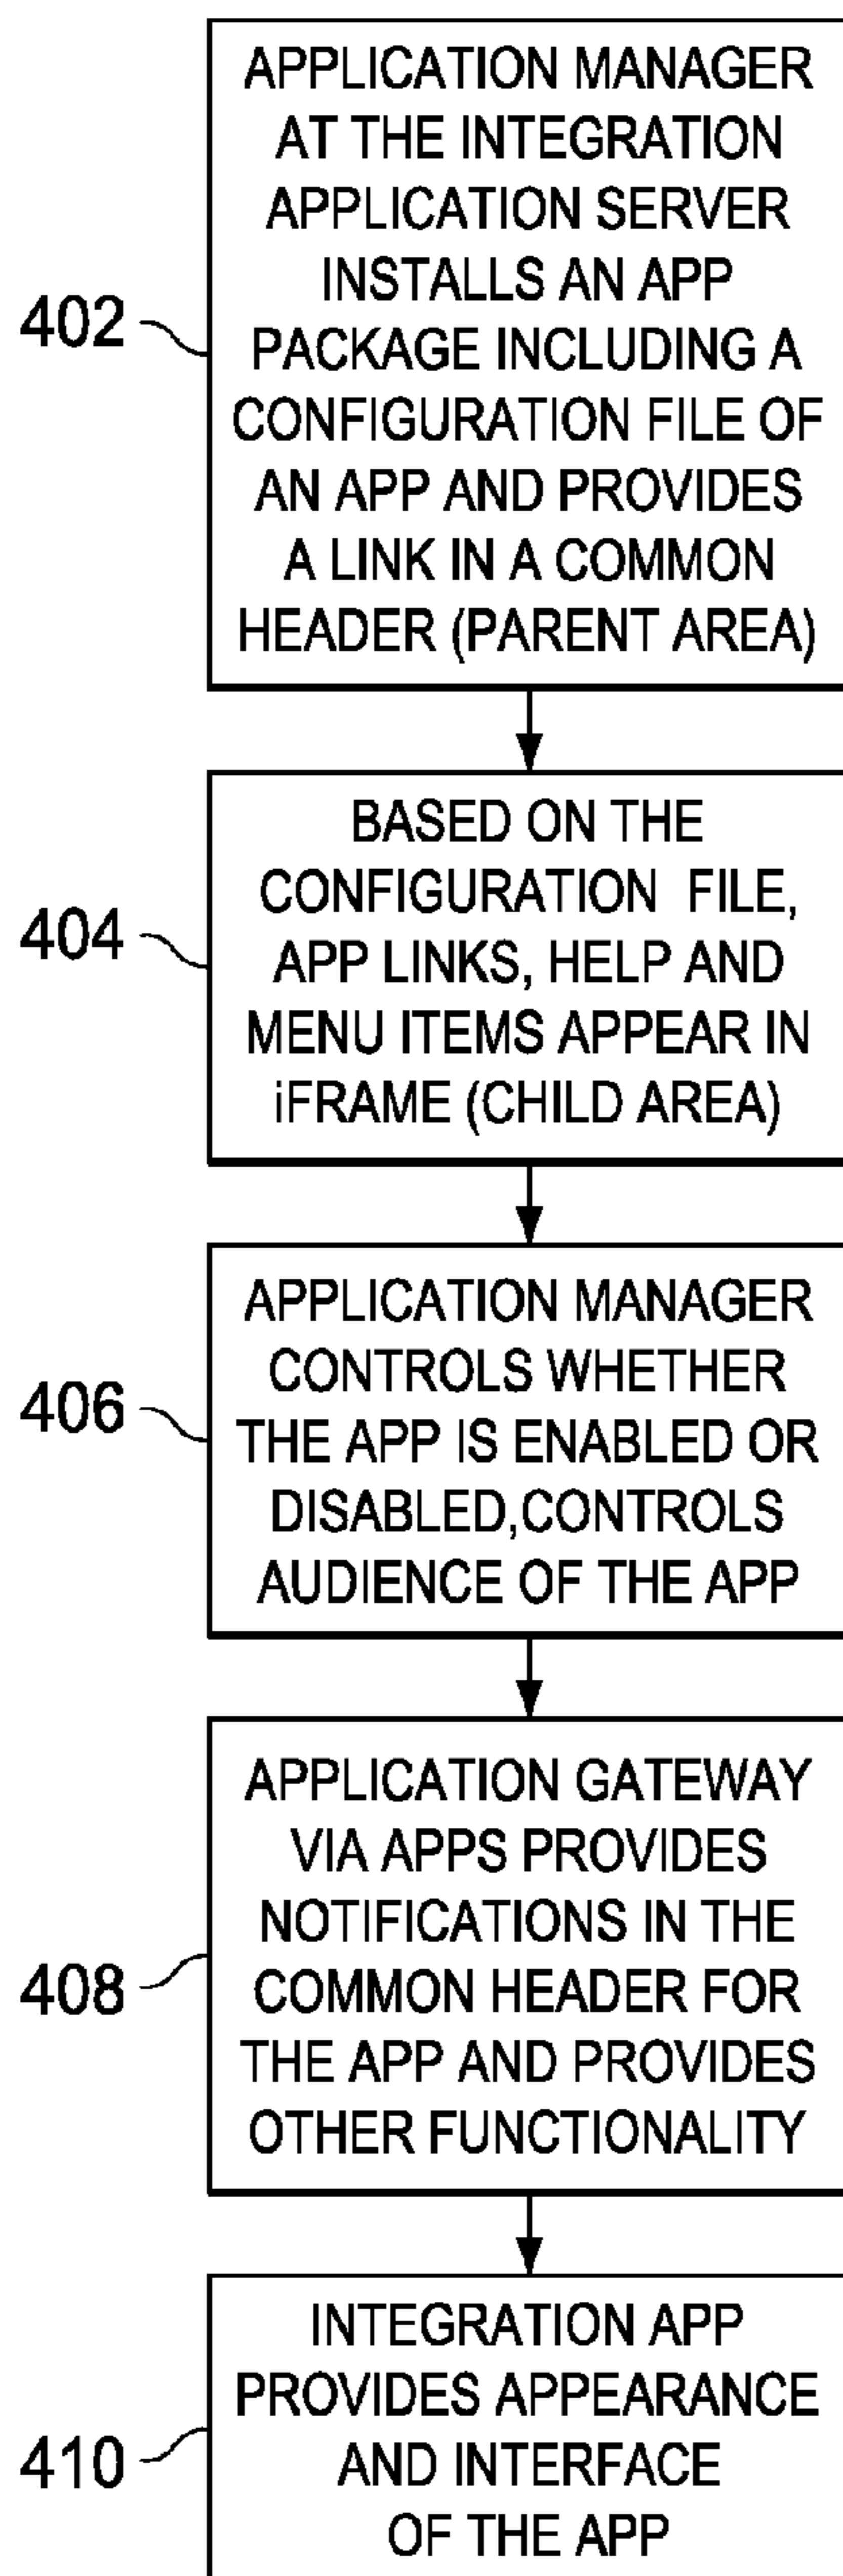 APPLICATION MANAGER
AT THE INTEGRATION
APPLICATION SERVER
INSTALLS AN APP
PACKAGE INCLUDING A
CONFIGURATION FILE OF
AN APP AND PROVIDES
A LINK IN A COMMON
HEADER (PARENT AREA)
402
BASED ON THE
CONFIGURATION FILE,
APP LINKS, HELP AND
MENU ITEMS APPEAR IN
iFRAME (CHILD AREA)
404
APPLICATION MANAGER
CONTROLS WHETHER
THE APP IS ENABLED OR
DISABLED,CONTROLS
AUDIENCE OF THE APP
406
APPLICATION GATEWAY
VIA APPS PROVIDES
NOTIFICATIONS IN THE
COMMON HEADER FOR
THE APP AND PROVIDES
OTHER FUNCTIONALITY
408
INTEGRATION APP
PROVIDES APPEARANCE
AND INTERFACE
OF THE APP
410